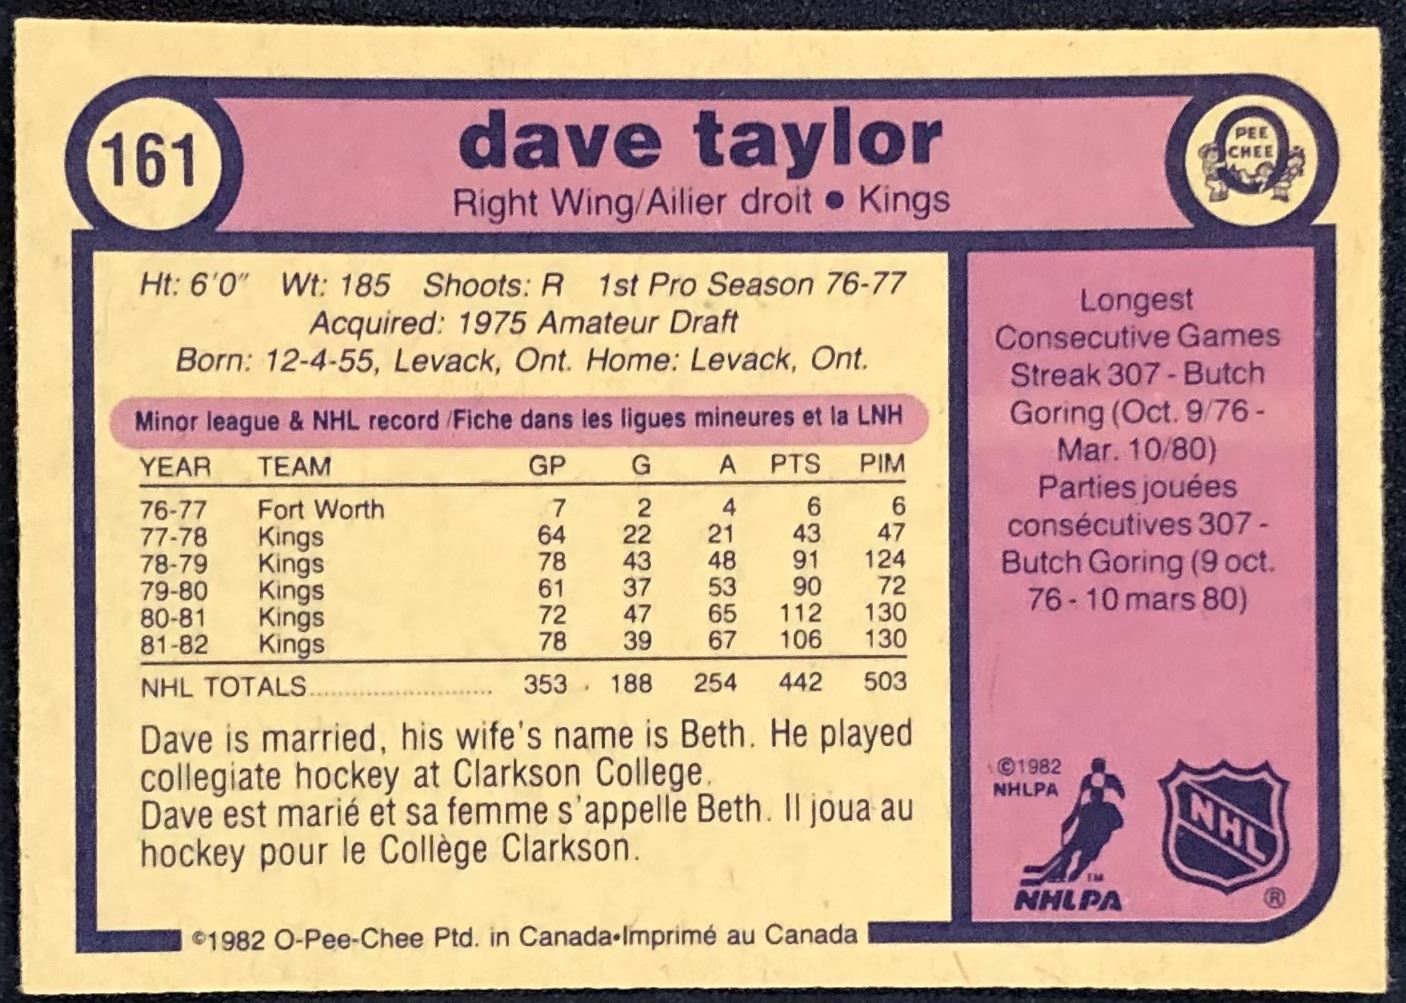 161
dave taylor
PEE
CHEE
Right Wing/Ailier droit • Kings
Ht: 6'0" Wt: 185 Shoots: R 1st Pro Season 76-77
Acquired: 1975 Amateur Draft
Born: 12-4-55, Levack, Ont. Home: Levack, Ont.
Minor league & NHL record /Fiche dans les ligues mineures et la LNH
YEAR TEAM GP G A PTS PIM
76-77 Fort Worth 7 2 4 6 6
77-78 Kings 64 22 21 43 47
78-79 Kings 78 43 48 91 124
79-80 Kings 61 37 53 90 72
80-81 Kings 72 47 65 112 130
81-82 Kings 78 39 67 106 130
NHL TOTALS........................ 353 188 254 442 503
Dave is married, his wife's name is Beth. He played
collegiate hockey at Clarkson College.
Dave est marié et sa femme s'appelle Beth. Il joua au
hockey pour le Collège Clarkson.
Longest
Consecutive Games
Streak 307 - Butch
Goring (Oct. 9/76 -
Mar. 10/80)
Parties jouées
consécutives 307 -
Butch Goring (9 oct.
76 - 10 mars 80)
©1982
NHLPA
TM
NHLPA
NHL
®
©1982 O-Pee-Chee Ptd. in Canada•Imprimé au Canada